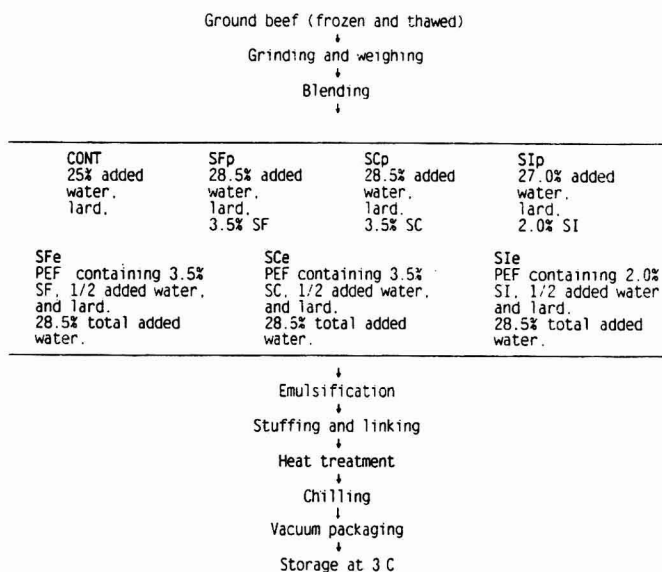 Ground beef (frozen and thawed)
↓
Grinding and weighing
↓
Blending
↓
CONT SFp SCp SIp
25% added 28.5% added 28.5% added 27.0% added
water, water, water, water,
lard. lard. lard. lard.
3.5% SF 3.5% SC 2.0% SI
SFe SCe SIe
PEF containing 3.5% PEF containing 3.5% PEF containing 2.0%
SF, 1/2 added water, SC, 1/2 added water, SI, 1/2 added water
and lard. and lard. and lard.
28.5% total added 28.5% total added 28.5% total added
water. water. water.
↓
Emulsification
↓
Stuffing and linking
↓
Heat treatment
↓
Chilling
↓
Vacuum packaging
↓
Storage at 3 C